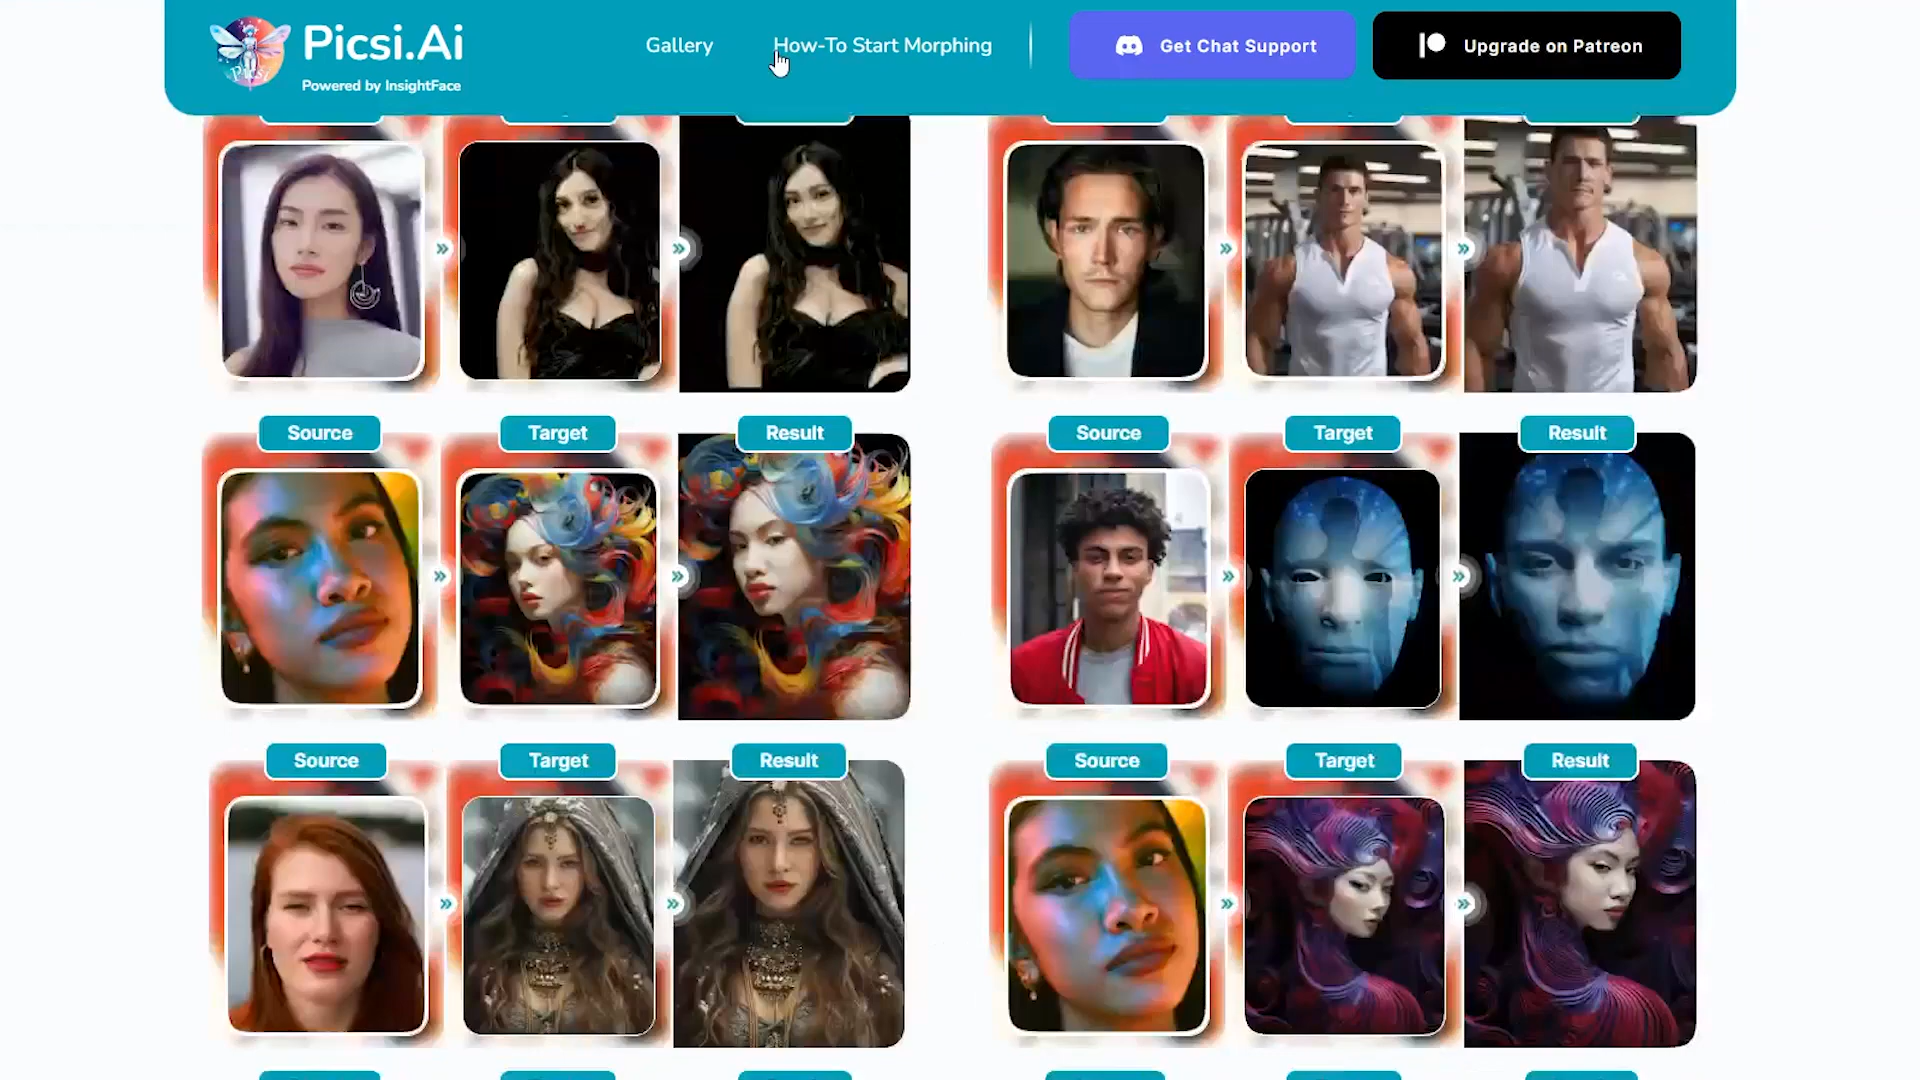 Picsi.Ai
Powered by InsightFace
Gallery
How-To Start Morphing
Get Chat Support
Upgrade on Patreon
Source
Target
Result
Source
Target
Result
Source
Target
Result
Source
Target
Result